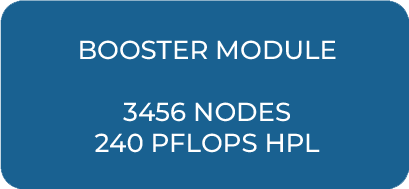 BOOSTER MODULE
3456 NODES
240 PFLOPS HPL